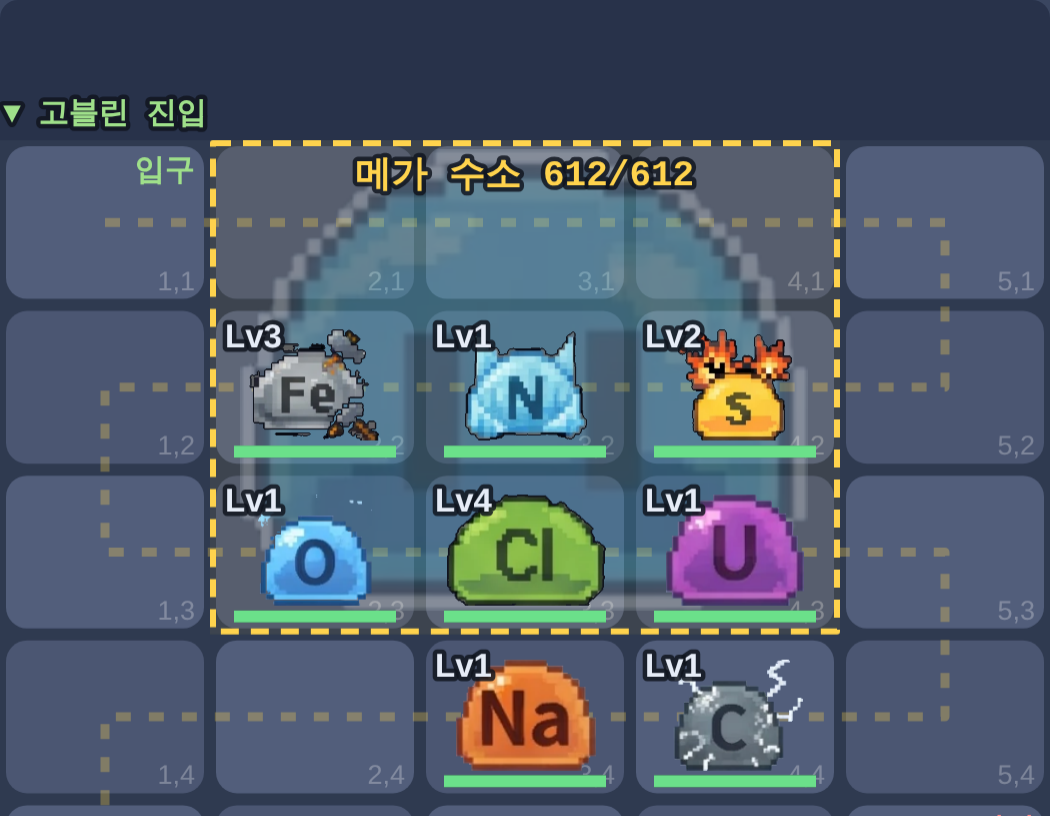 ▼ 고블린 진입
입구
메가 수소 612/612
1,1 2,1 3,1 4,1 5,1
Lv3 Lv1 Lv2
Fe N S
1,2 5,2
Lv1 Lv4 Lv1
O Cl U
1,3 5,3
Lv1 Lv1
Na C
1,4 2,4 5,4